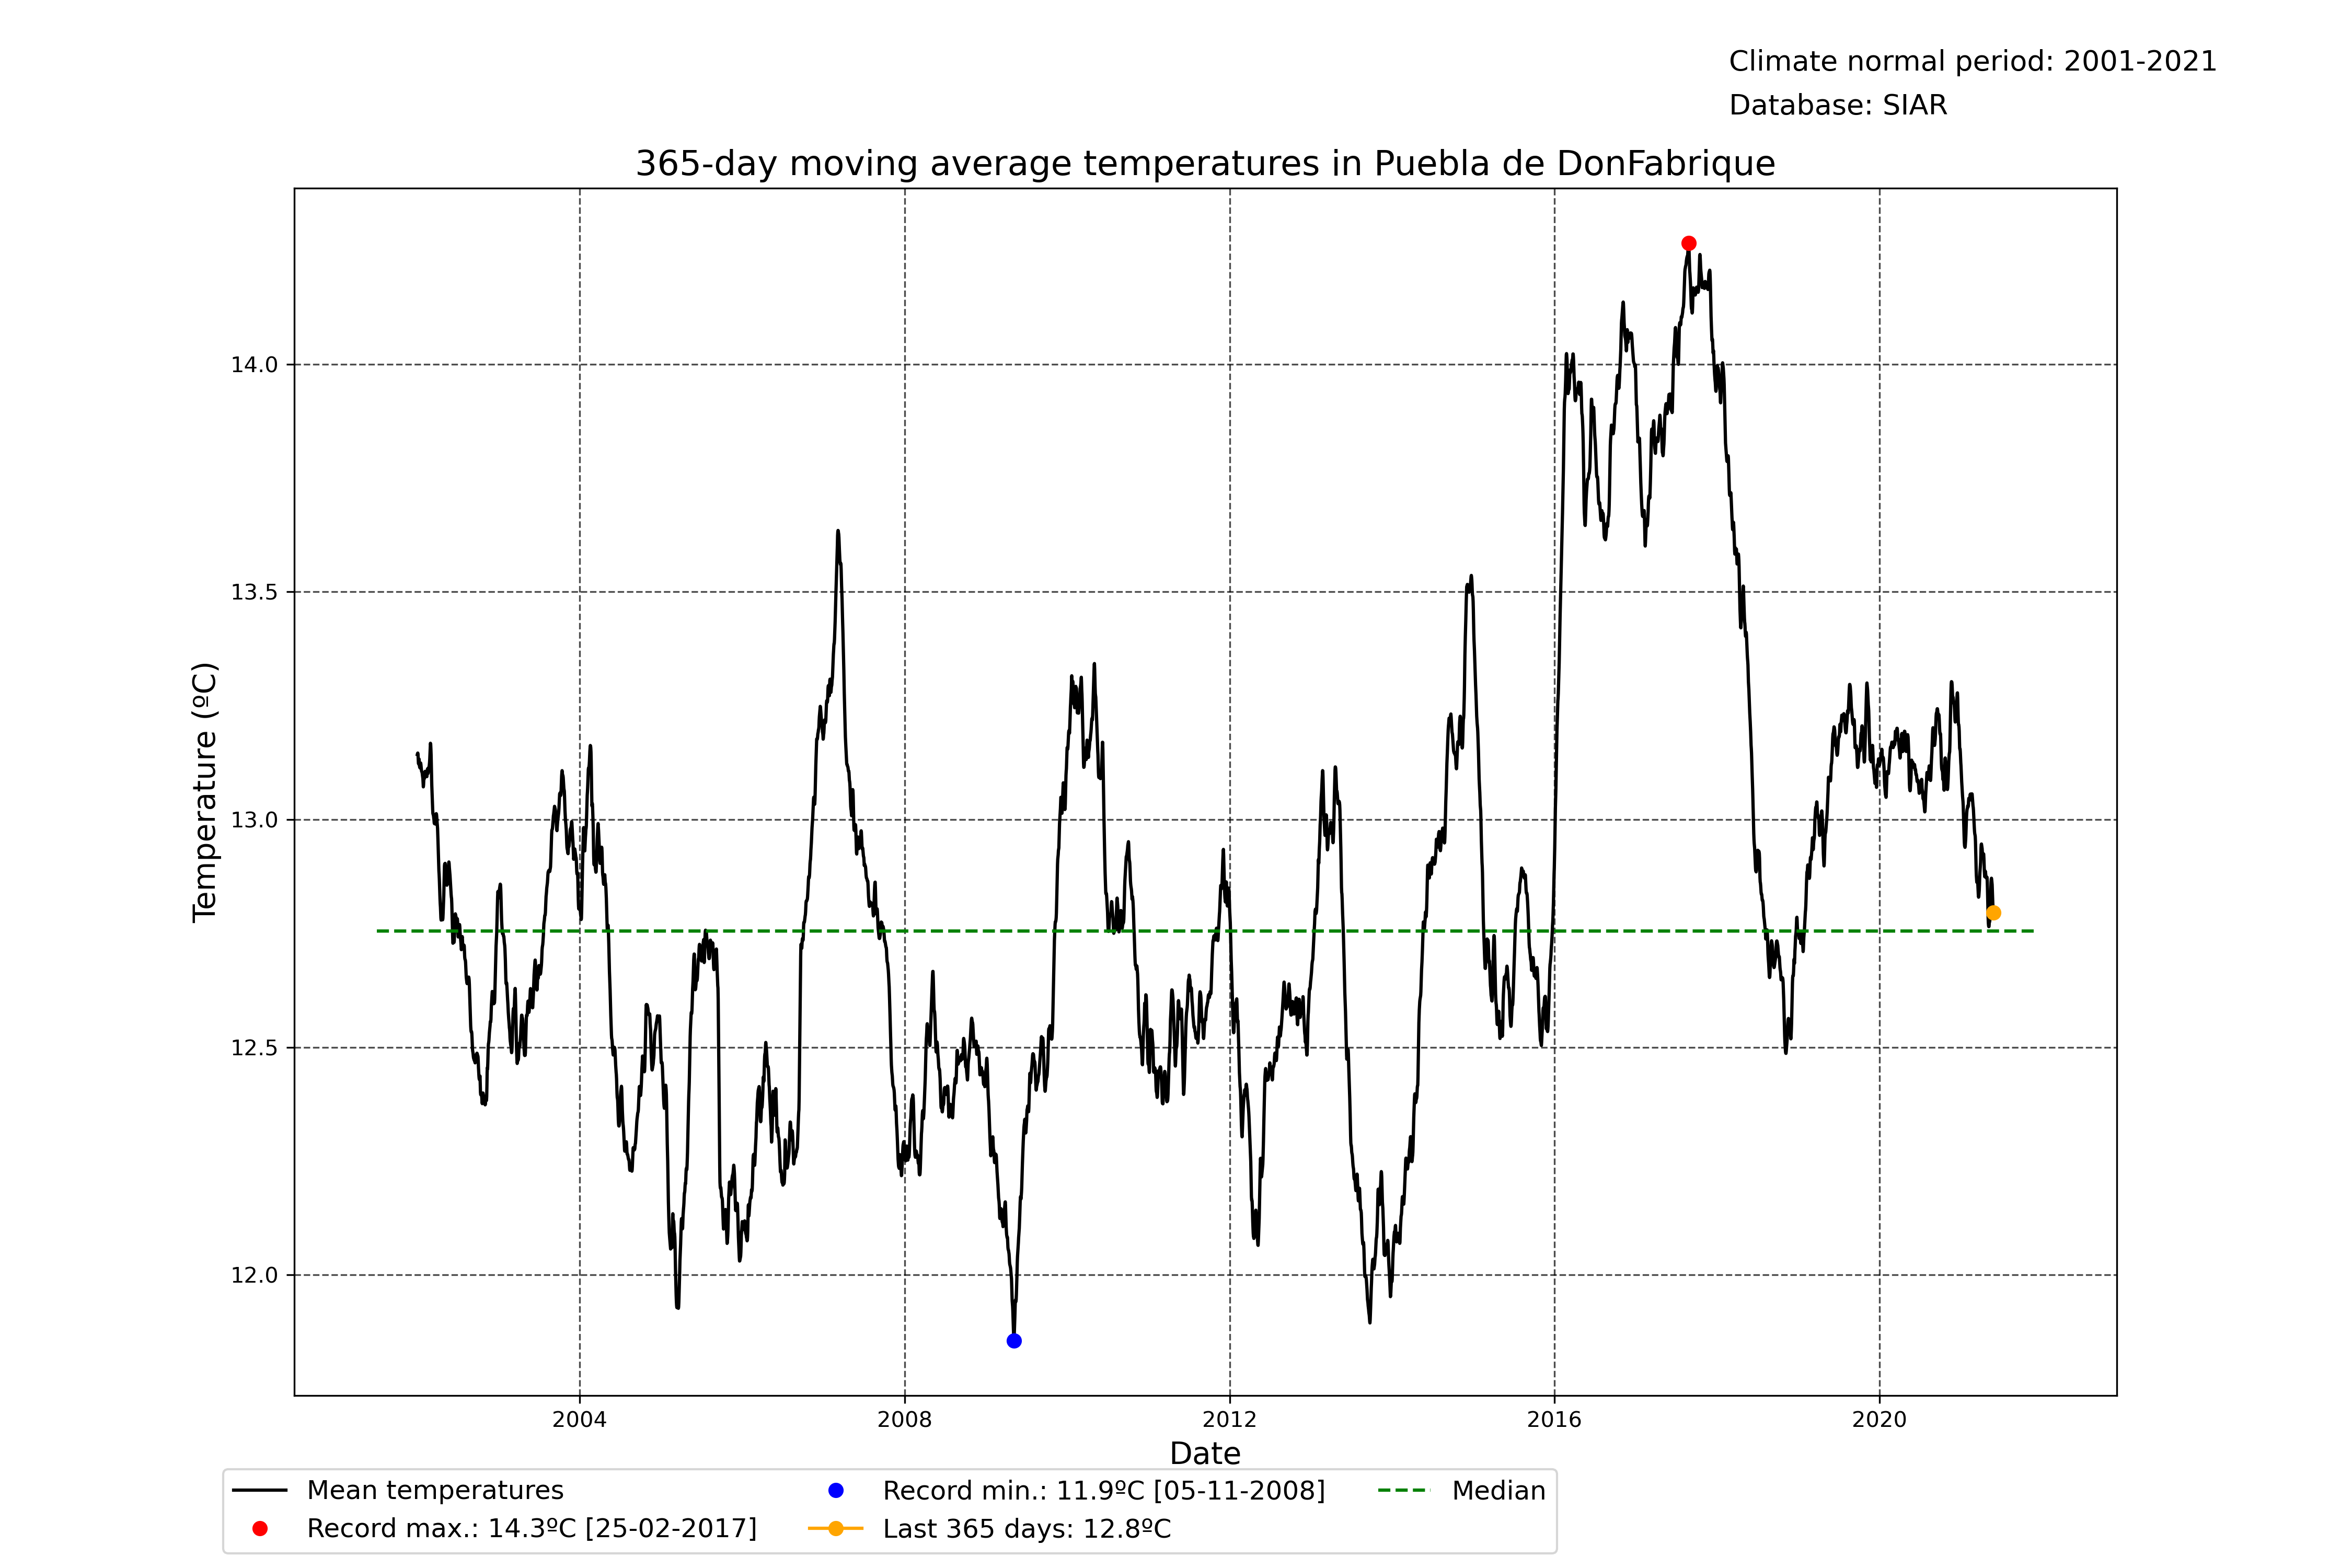 Climate normal period: 2001-2021
Database: SIAR
365-day moving average temperatures in Puebla de DonFabrique
Temperature (ºC)
14.0
13.5
13.0
12.5
12.0
2004 2008 2012 2016 2020
Date
Mean temperatures
Record max.: 14.3ºC [25-02-2017]
Record min.: 11.9ºC [05-11-2008]
Last 365 days: 12.8ºC
Median